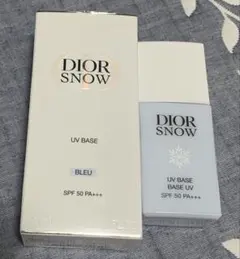 DIOR
SNOW
UV BASE
BLEU
SPF 50 PA+++
DIOR
SNOW
UV BASE
BASE UV
SPF 50 PA+++